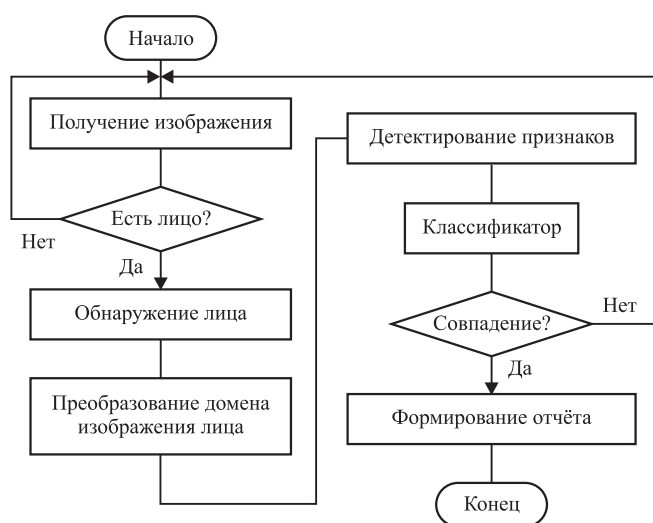 Начало
Получение изображения
Есть лицо?
Нет
Да
Обнаружение лица
Преобразование домена
изображения лица
Детектирование признаков
Классификатор
Совпадение?
Нет
Да
Формирование отчёта
Конец